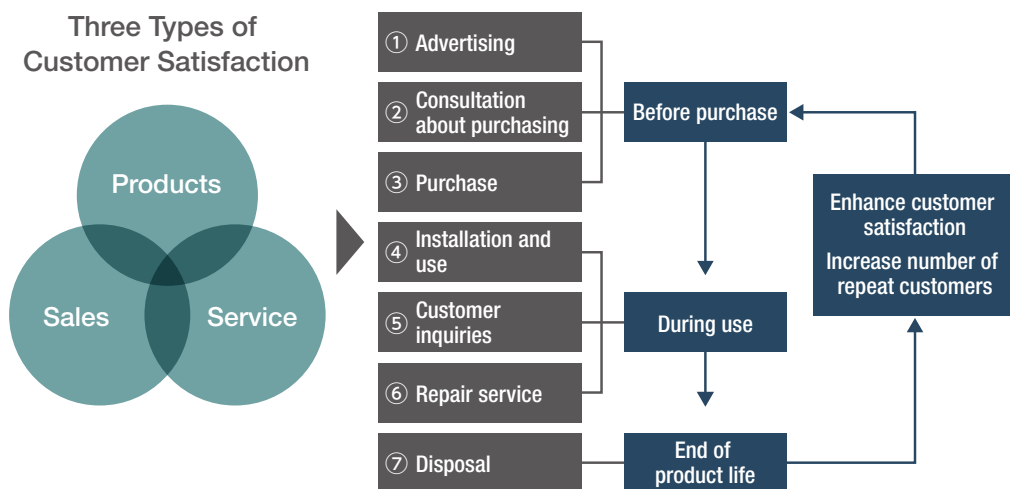 Three Types of
Customer Satisfaction
Products
Sales
Service
① Advertising
② Consultation
about purchasing
③ Purchase
④ Installation and
use
⑤ Customer
inquiries
⑥ Repair service
⑦ Disposal
Before purchase
During use
End of
product life
Enhance customer
satisfaction
Increase number of
repeat customers